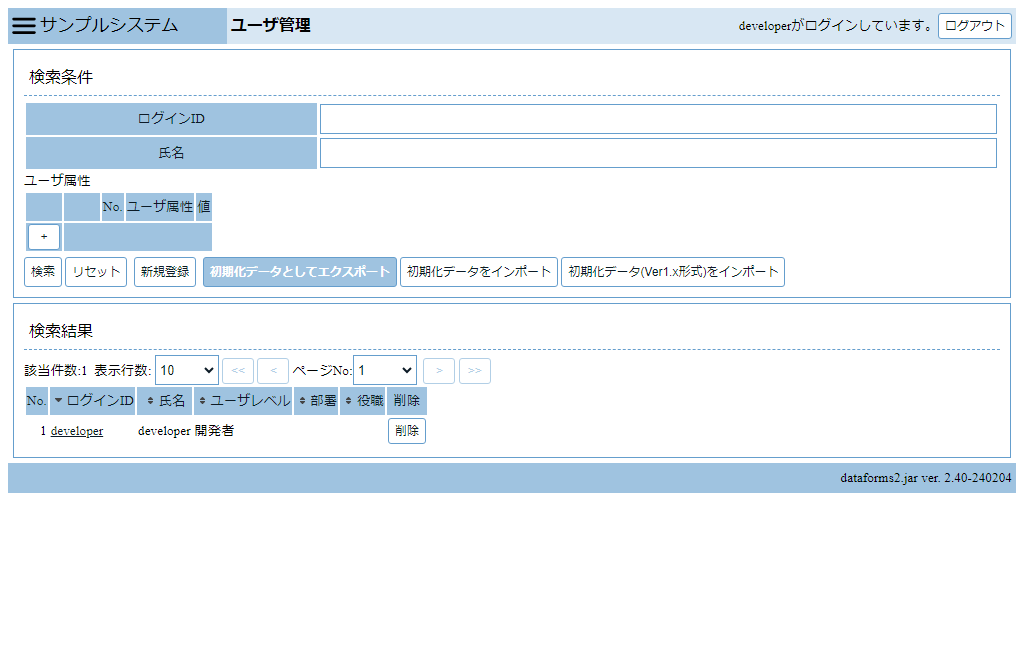 サンプルシステム ユーザ管理 developerがログインしています。 ログアウト
検索条件
ログインID
氏名
ユーザ属性
No. ユーザ属性 値
+
検索 リセット 新規登録 初期化データとしてエクスポート 初期化データをインポート 初期化データ(Ver1.x形式)をインポート
検索結果
該当件数:1 表示行数: 10 << < ページNo: 1 > >>
No. ログインID 氏名 ユーザレベル 部署 役職 削除
1 developer developer 開発者 削除
dataforms2.jar ver. 2.40-240204